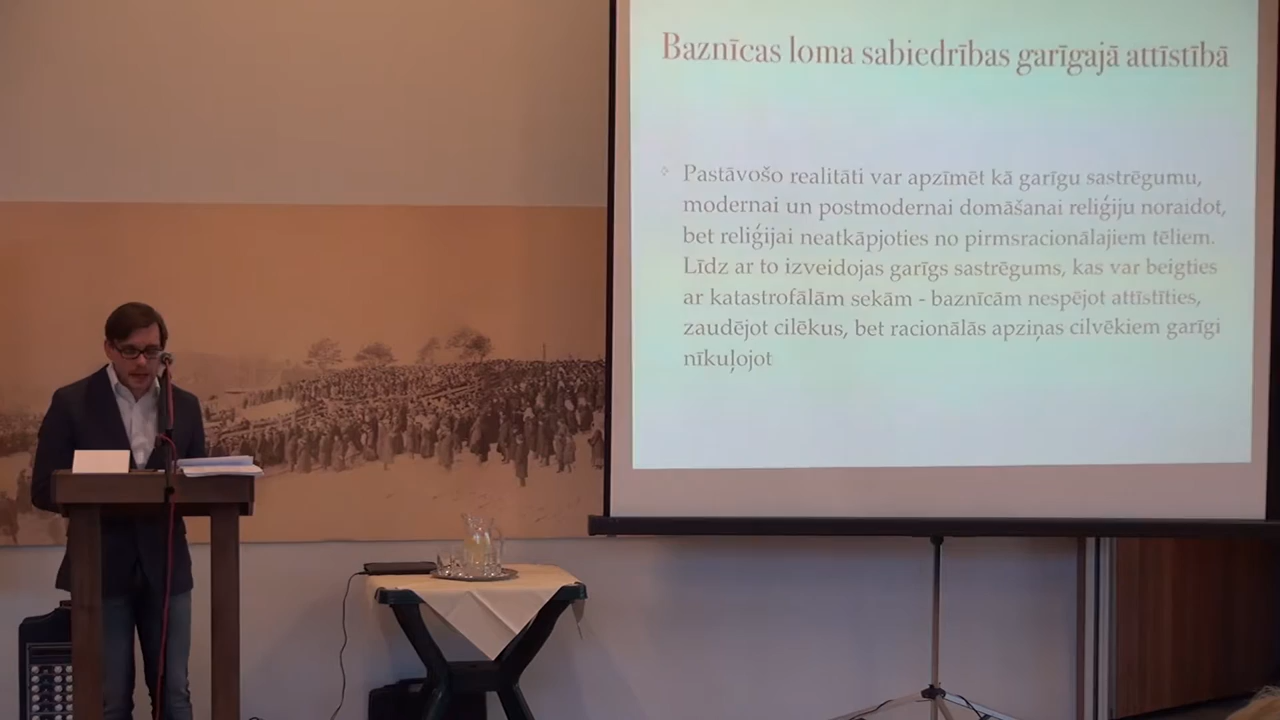 Baznīcas loma sabiedrības garīgajā attīstībā
Pastāvošo realitāti var apzīmēt kā garīgu sastrēgumu,
modernai un postmodernai domāšanai reliģiju noraidot,
bet reliģijai neatkāpjoties no pirmsracionālajiem tēliem.
Līdz ar to izveidojas garīgs sastrēgums, kas var beigties
ar katastrofālām sekām - baznīcām nespējot attīstīties,
zaudējot cilēkus, bet racionālās apziņas cilvēkiem garīgi
nīkuļojot